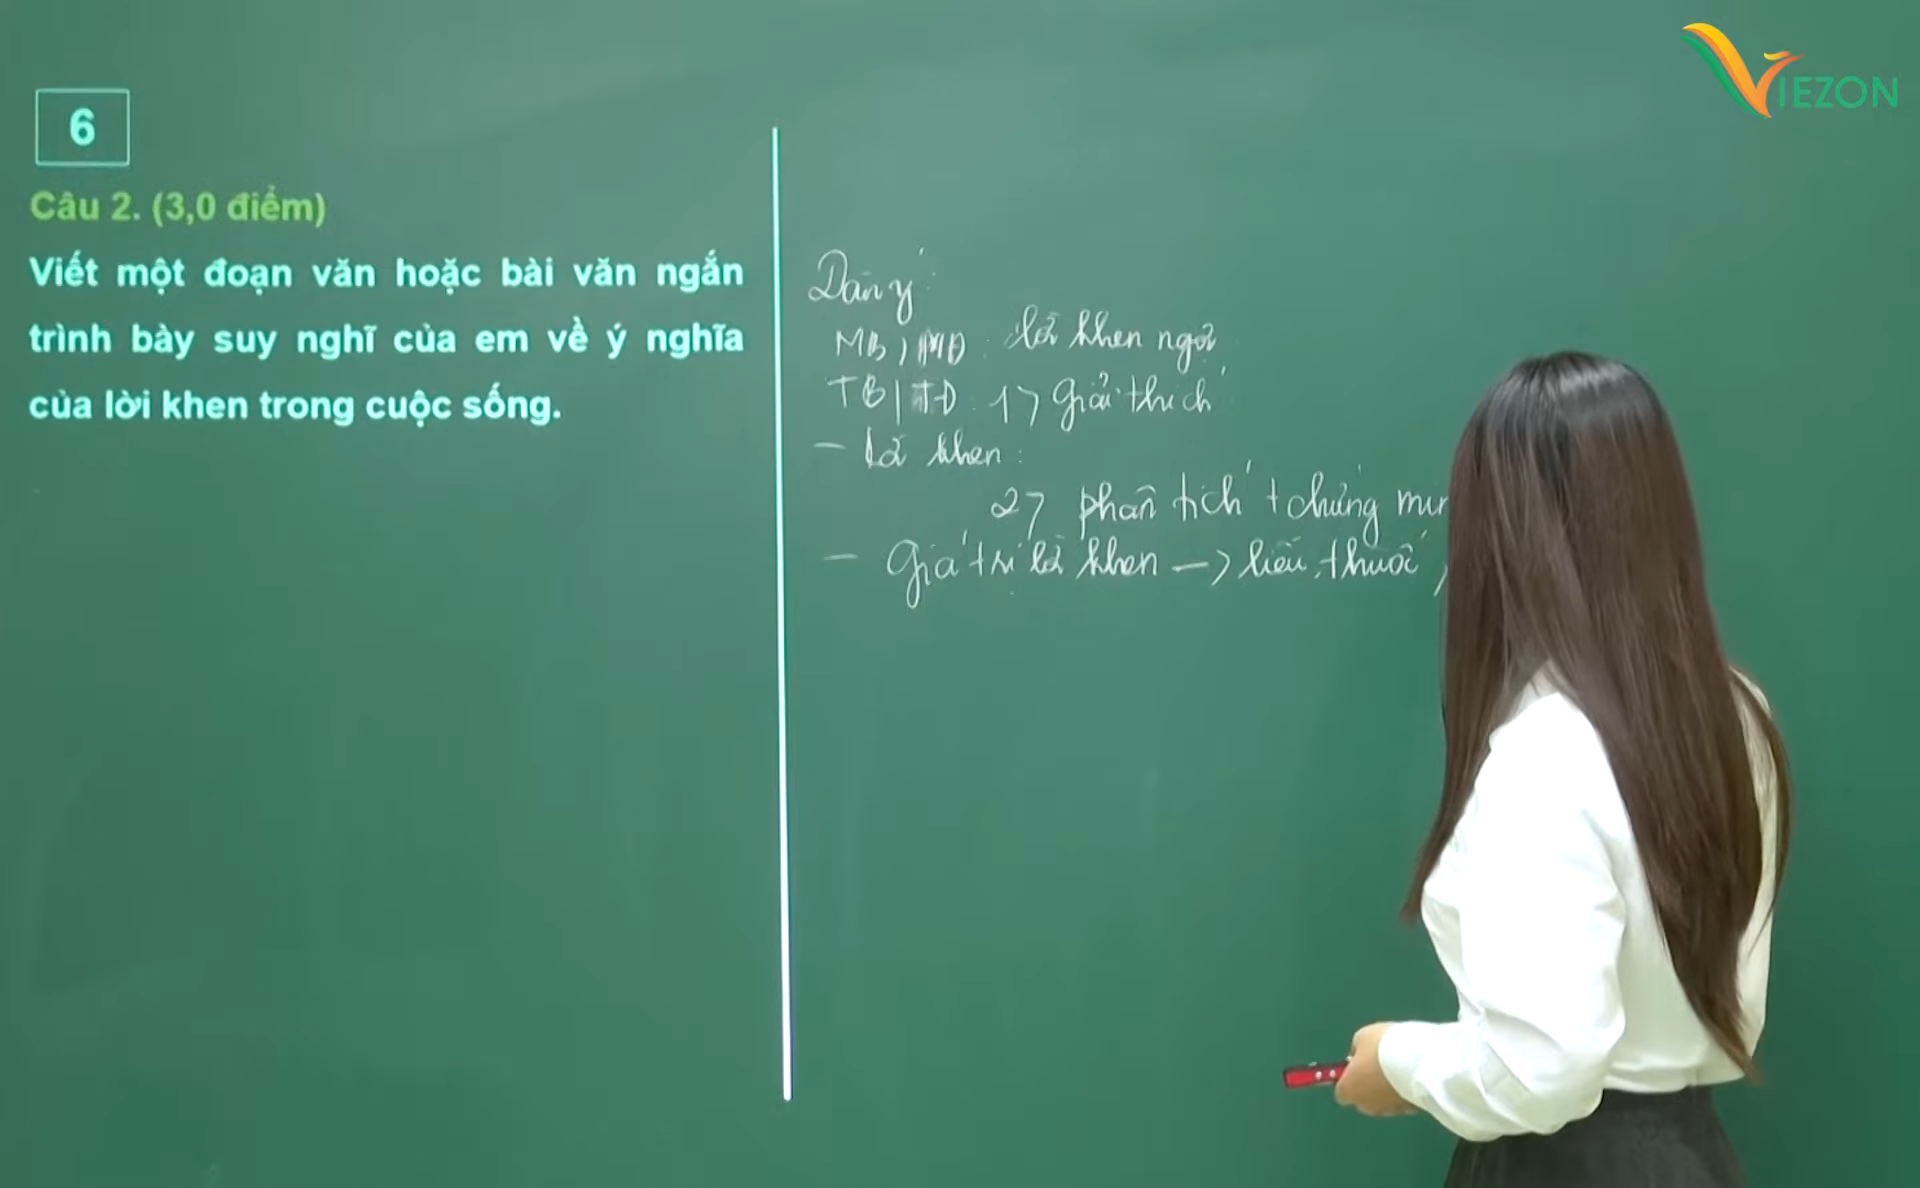 VIEZON
6
Câu 2. (3,0 điểm)
Viết một đoạn văn hoặc bài văn ngắn
trình bày suy nghĩ của em về ý nghĩa
của lời khen trong cuộc sống.
Dàn ý:
MB, MĐ: lời khen ngợi
TB, TĐ: 1> giải thích
- lời khen:
2> phân tích + chứng
- giá trị lời khen -> liều thuốc,